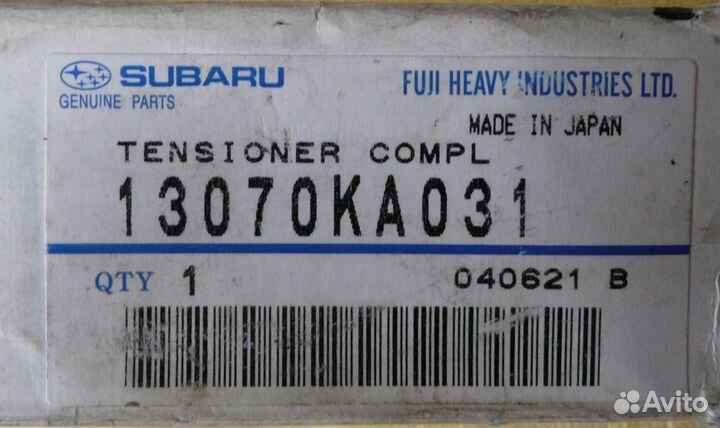 SUBARU FUJI HEAVY INDUSTRIES LTD.
GENUINE PARTS
MADE IN JAPAN
TENSIONER COMPL
13070KA031
QTY 1 040621 B
Avito